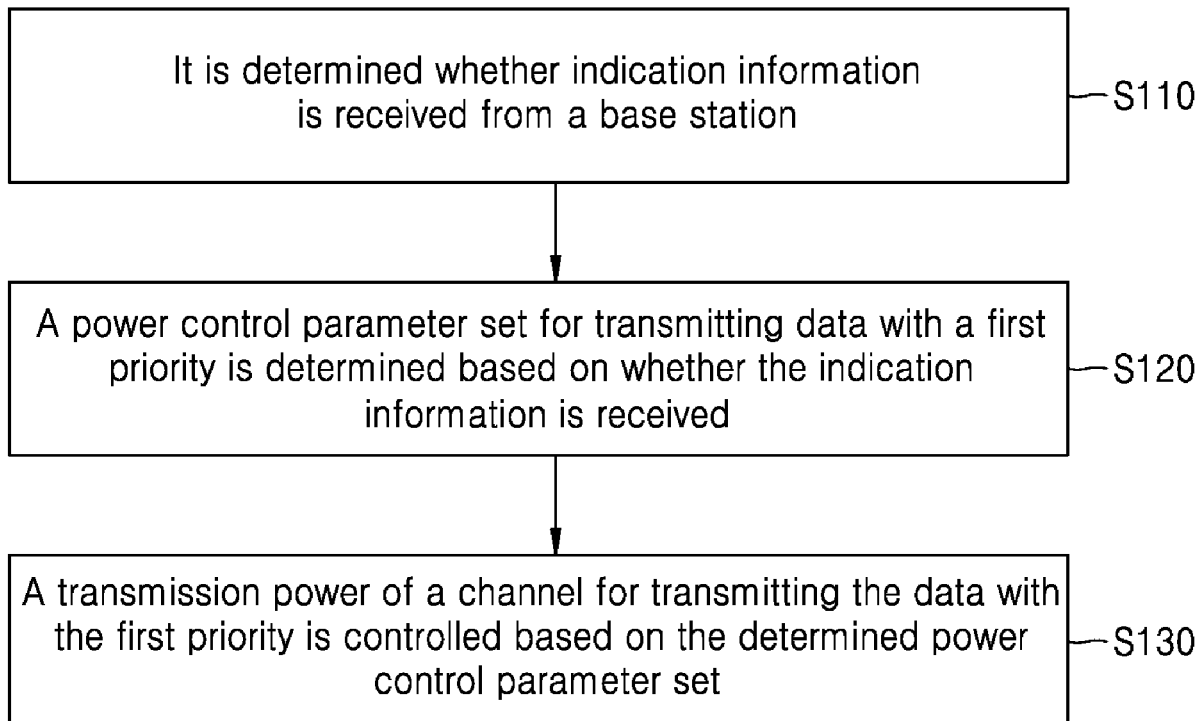 It is determined whether indication information
is received from a base station
S110
A power control parameter set for transmitting data with a first
priority is determined based on whether the indication
information is received
S120
A transmission power of a channel for transmitting the data with
the first priority is controlled based on the determined power
control parameter set
S130